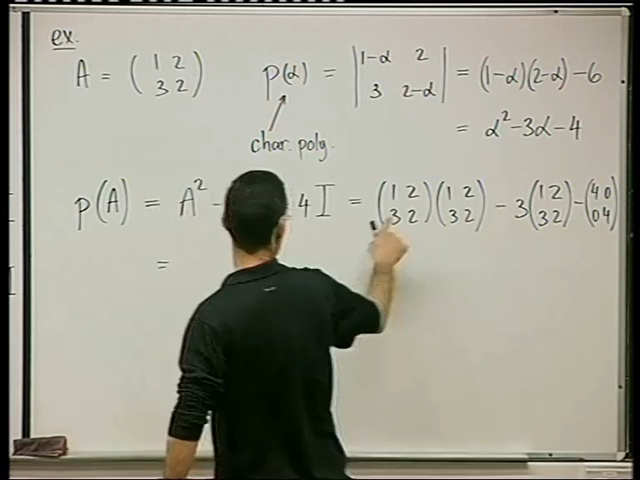 ex.
A = (1 2 / 3 2) p(α) = |1-α 2 / 3 2-α| = (1-α)(2-α) - 6
char. polg. = α² - 3α - 4
p(A) = A² - 4I = (1 2 / 3 2)(1 2 / 3 2) - 3(1 2 / 3 2) - (4 0 / 0 4)
=